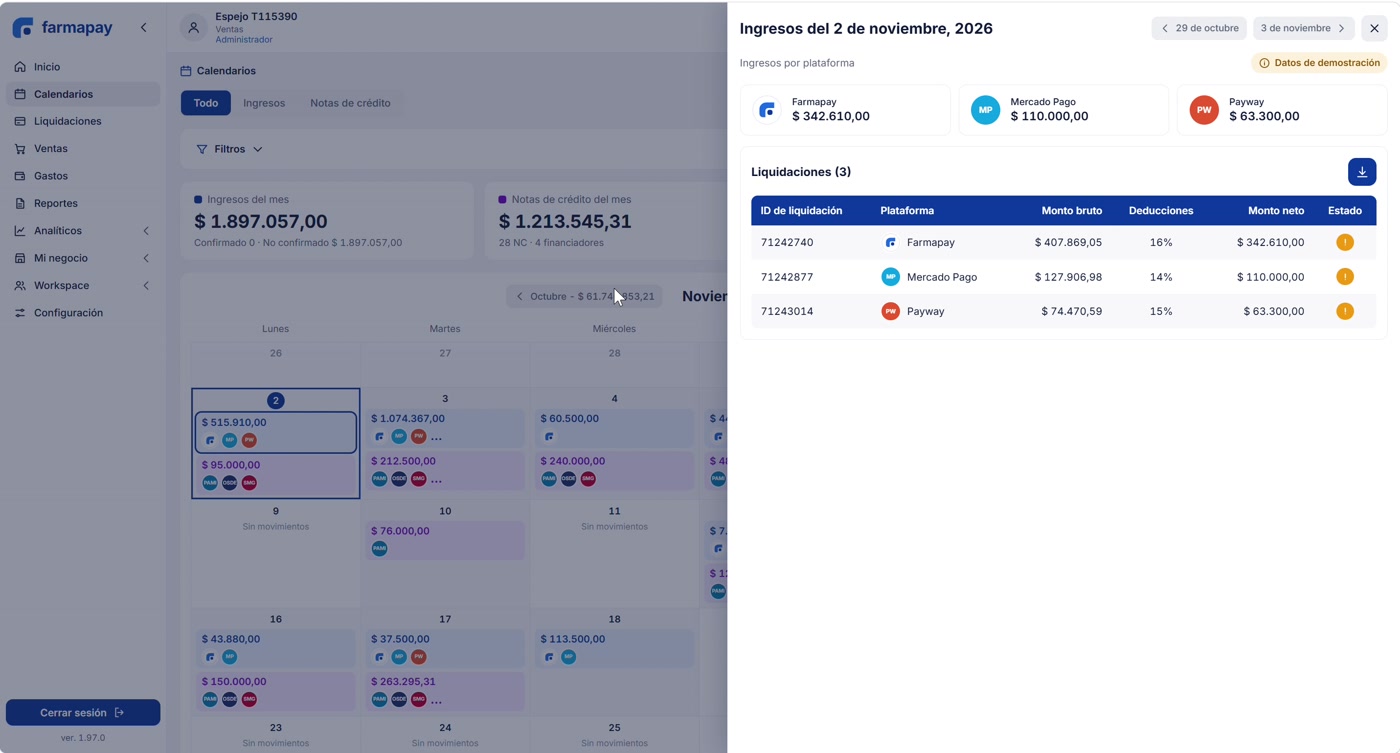 farmapay
Inicio
Calendarios
Liquidaciones
Ventas
Gastos
Reportes
Analíticos
Mi negocio
Workspace
Configuración
Cerrar sesión
ver. 1.97.0
Espejo T115390
Ventas
Administrador
Calendarios
Todo Ingresos Notas de crédito
Filtros
Ingresos del mes
$ 1.897.057,00
Confirmado 0 · No confirmado $ 1.897.057,00
Notas de crédito del mes
$ 1.213.545,31
28 NC · 4 financiadores
Octubre - $ 61.74 853,21
Lunes Martes Miércoles
26 27 28
2 3 4
$ 515.910,00 $ 1.074.367,00 $ 60.500,00
MP PW MP PW ...
$ 95.000,00 $ 212.500,00 $ 240.000,00
PAMI OSDE SMG PAMI OSDE SMG ... PAMI OSDE SMG
9 10 11
Sin movimientos $ 76.000,00 Sin movimientos
PAMI
16 17 18
$ 43.880,00 $ 37.500,00 $ 113.500,00
MP MP PW MP
$ 150.000,00 $ 263.295,31
PAMI OSDE SMG PAMI OSDE SMG ...
23 24 25
Sin movimientos Sin movimientos Sin movimientos
Ingresos del 2 de noviembre, 2026
29 de octubre 3 de noviembre
Ingresos por plataforma
Datos de demostración
Farmapay
$ 342.610,00
MP
Mercado Pago
$ 110.000,00
PW
Payway
$ 63.300,00
Liquidaciones (3)
ID de liquidación Plataforma Monto bruto Deducciones Monto neto Estado
71242740 Farmapay $ 407.869,05 16% $ 342.610,00 !
71242877 MP Mercado Pago $ 127.906,98 14% $ 110.000,00 !
71243014 PW Payway $ 74.470,59 15% $ 63.300,00 !